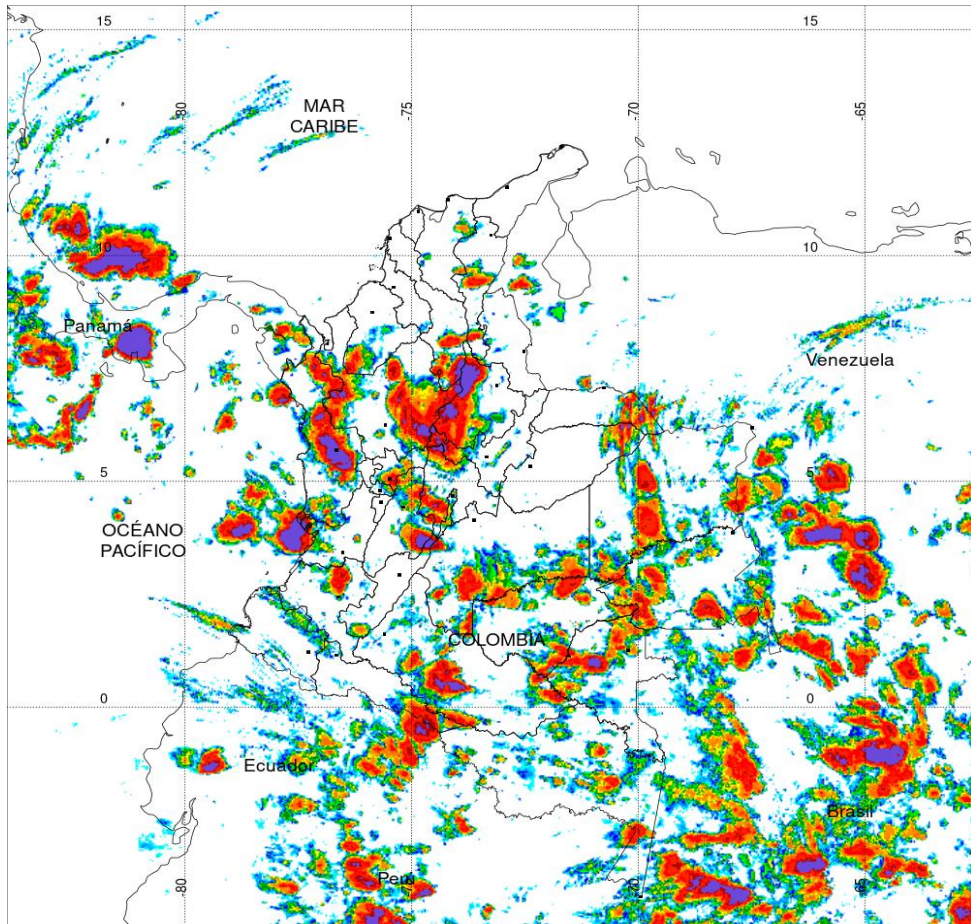 15
15
-80
-75
-70
-65
MAR
CARIBE
10
10
Panamá
Venezuela
5
5
OCÉANO
PACÍFICO
COLOMBIA
0
0
Ecuador
Brasil
Perú
-80
-70
-65